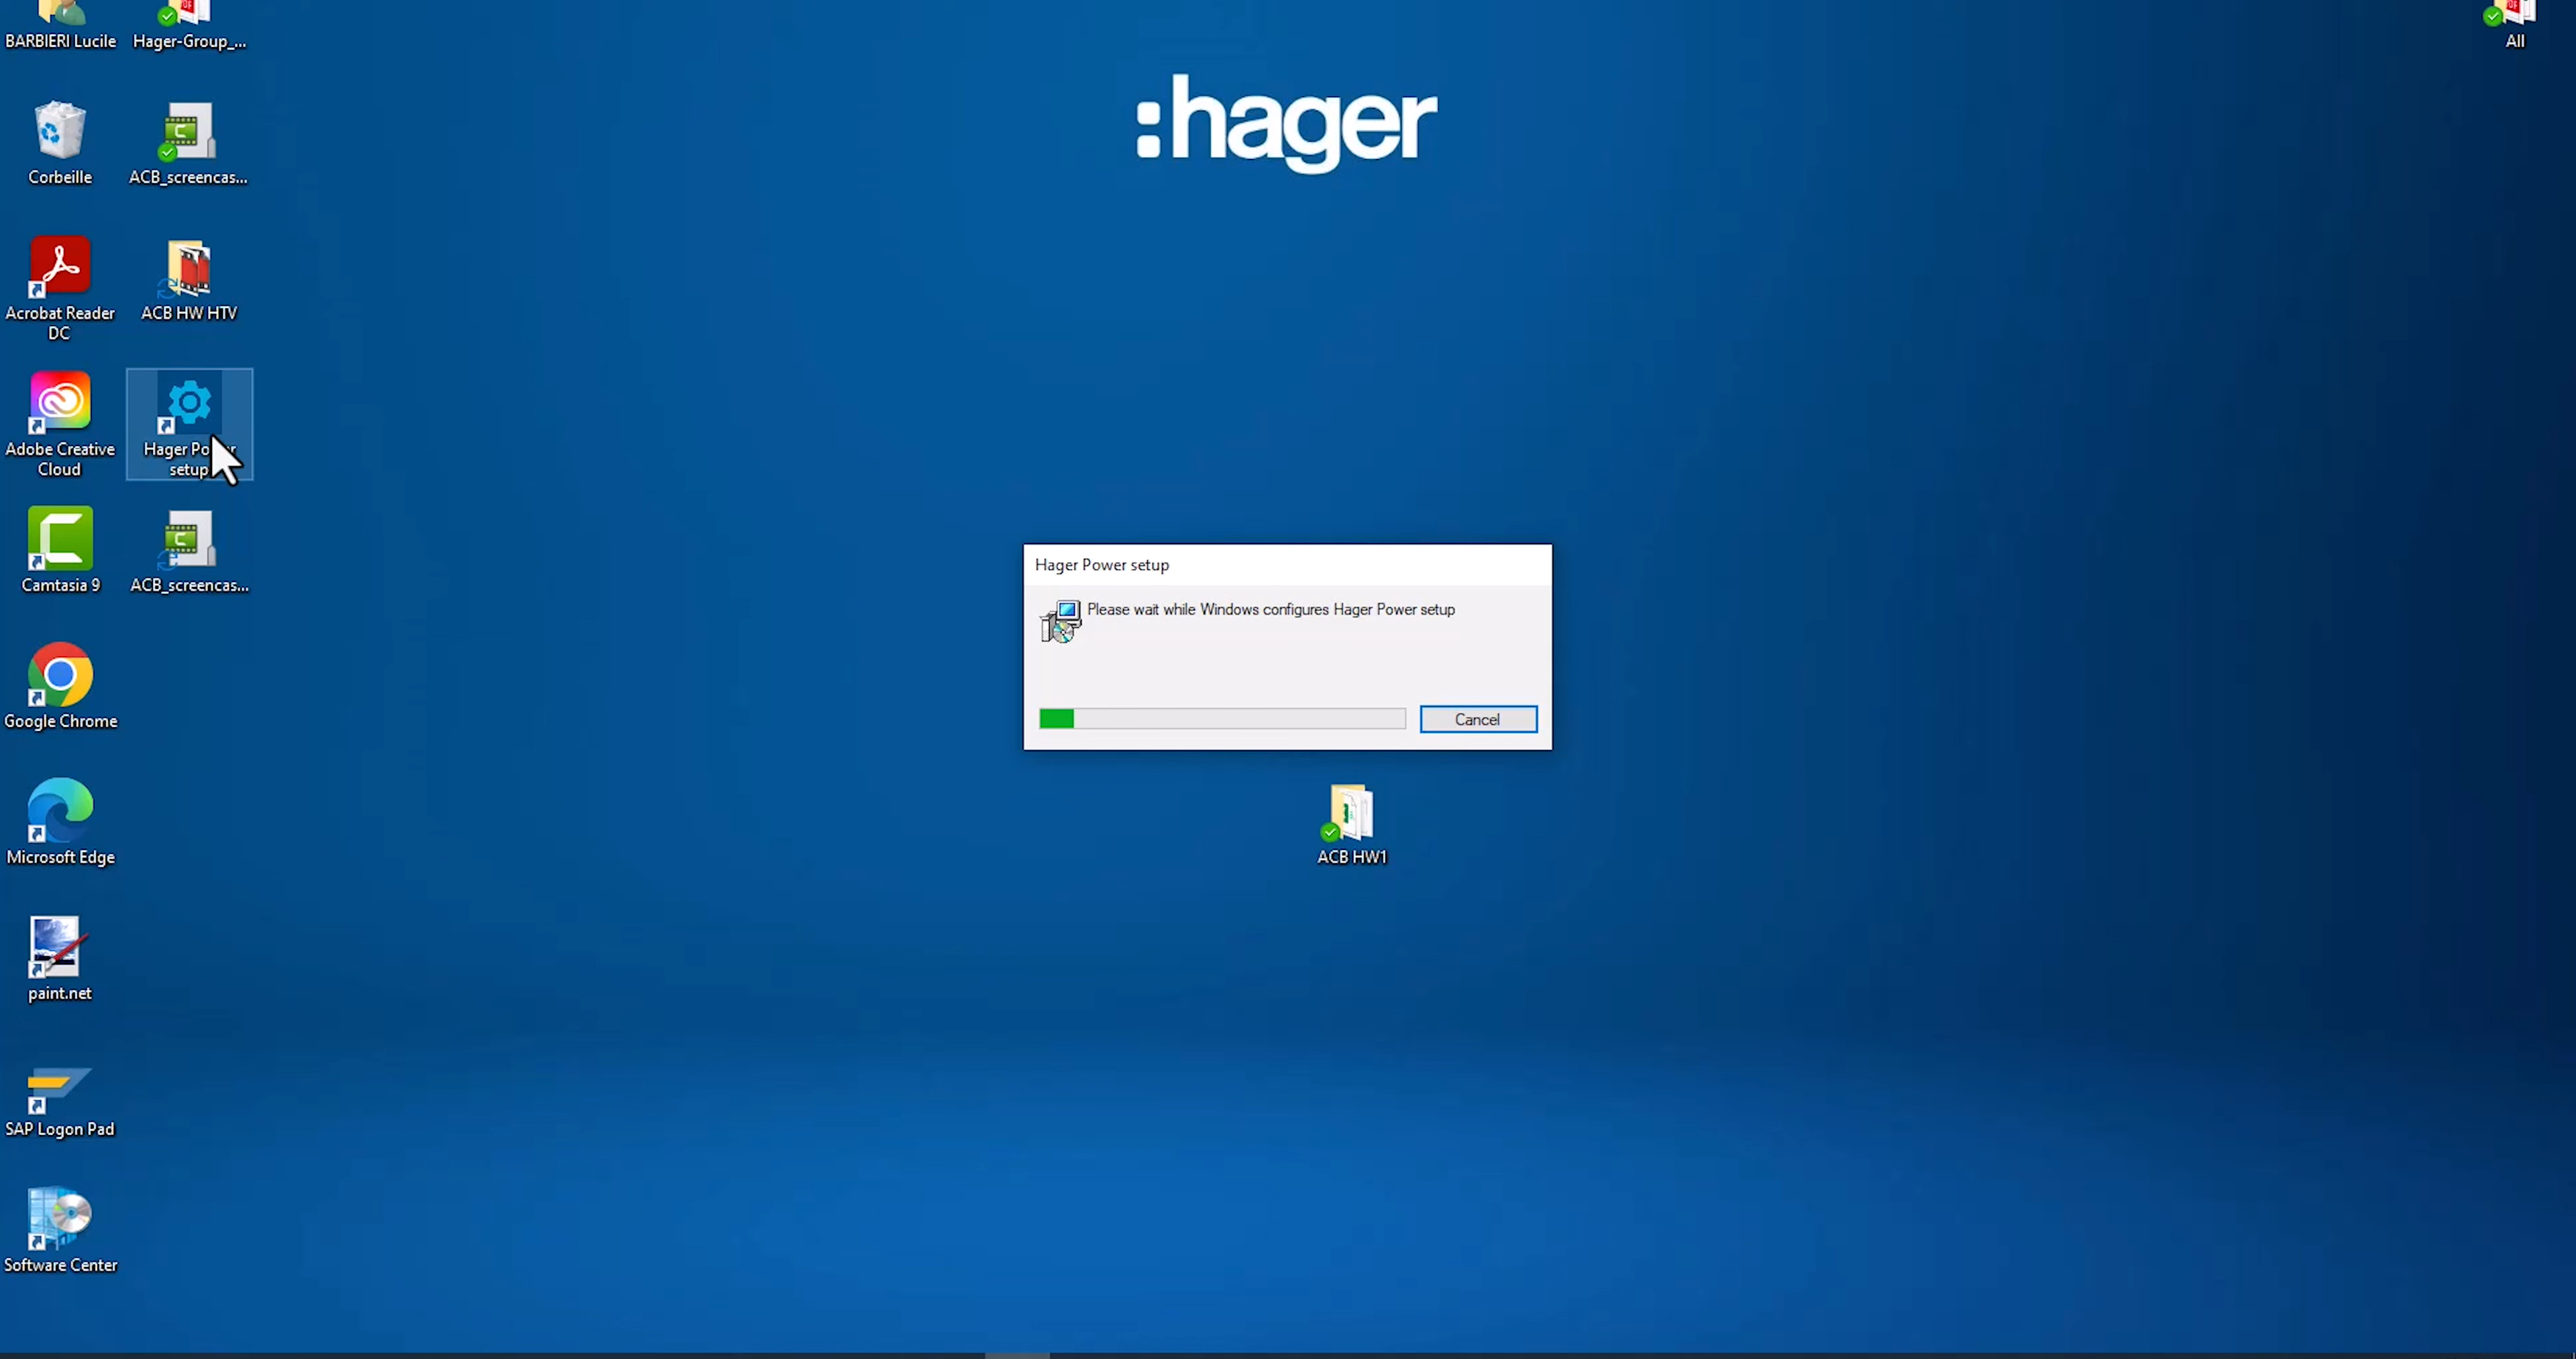 BARBIERI Lucile
Hager-Group_...
All
:hager
Corbeille
ACB_screencas...
Acrobat Reader
DC
ACB HW HTV
Adobe Creative
Cloud
Hager Power
setup
Camtasia 9
ACB_screencas...
Hager Power setup
Please wait while Windows configures Hager Power setup
Cancel
Google Chrome
Microsoft Edge
ACB HW1
paint.net
SAP Logon Pad
Software Center